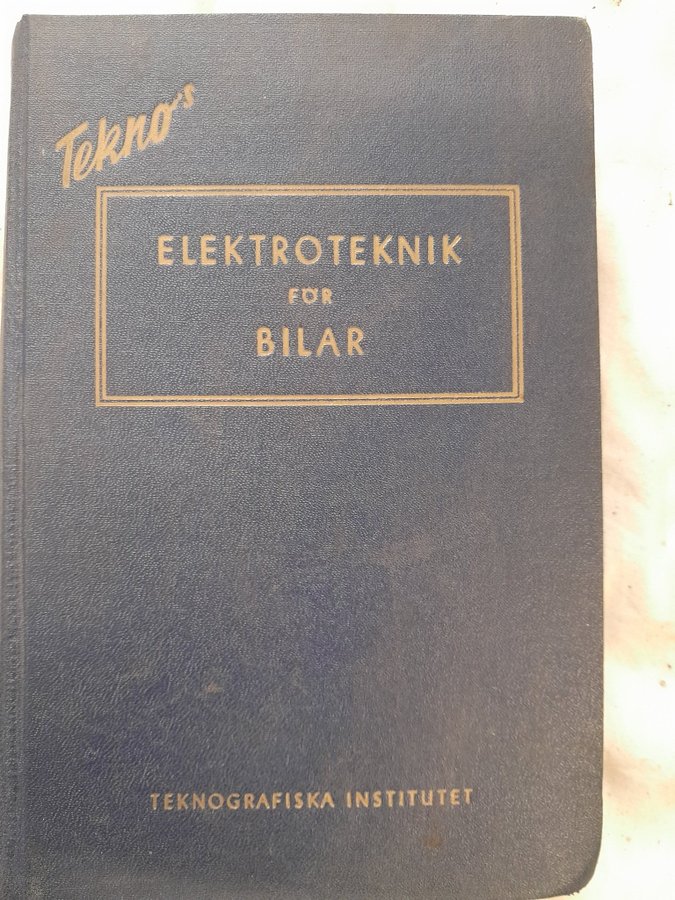 Tekno's
ELEKTROTEKNIK
FÖR
BILAR
TEKNOGRAFISKA INSTITUTET